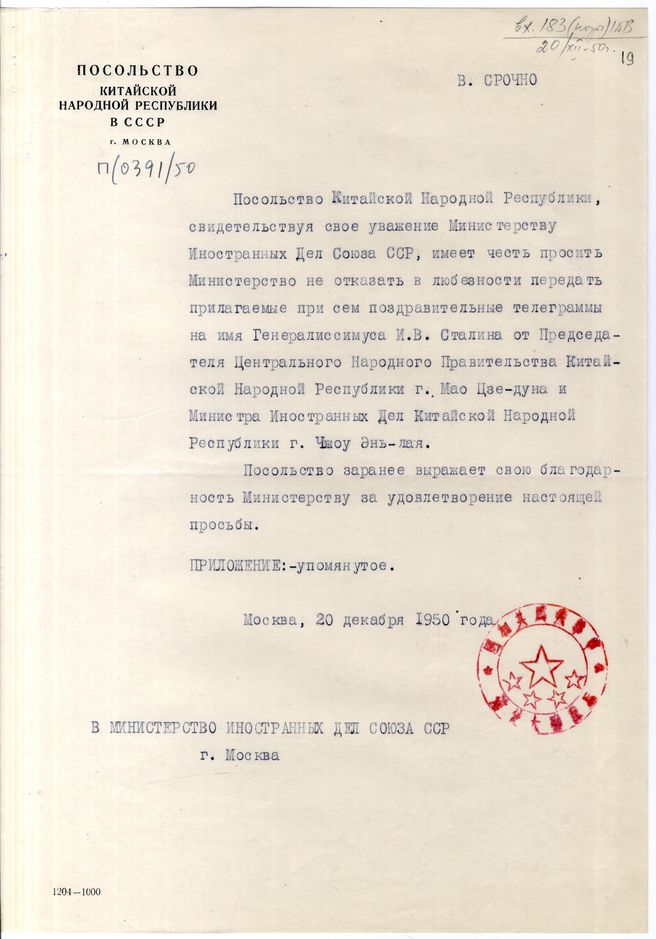 вх. 183 1ДВ
20/XII-50г.
19
ПОСОЛЬСТВО
КИТАЙСКОЙ
НАРОДНОЙ РЕСПУБЛИКИ
В СССР
г. МОСКВА
П/0391/50
В. СРОЧНО
Посольство Китайской Народной Республики,
свидетельствуя свое уважение Министерству
Иностранных Дел Союза ССР, имеет честь просить
Министерство не отказать в любезности передать
прилагаемые при сем поздравительные телеграммы
на имя Генералиссимуса И.В. Сталина от Председа-
теля Центрального Народного Правительства Китай-
ской Народной Республики г. Мао Цзе-дуна и
Министра Иностранных Дел Китайской Народной
Республики г. Чжоу Энь-лая.
Посольство заранее выражает свою благодар-
ность Министерству за удовлетворение настоящей
просьбы.
ПРИЛОЖЕНИЕ:-упомянутое.
Москва, 20 декабря 1950 года
В МИНИСТЕРСТВО ИНОСТРАННЫХ ДЕЛ СОЮЗА ССР
г. Москва
1204—1000